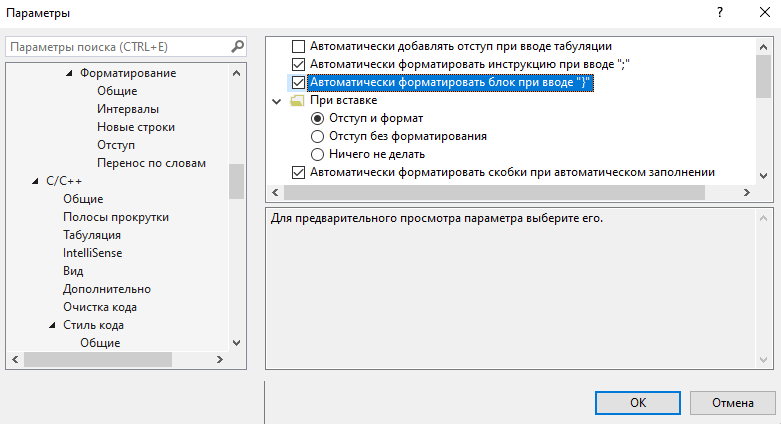 Параметры
?
Параметры поиска (CTRL+E)
Форматирование
Общие
Интервалы
Новые строки
Отступ
Перенос по словам
C/C++
Общие
Полосы прокрутки
Табуляция
IntelliSense
Вид
Дополнительно
Очистка кода
Стиль кода
Общие
Автоматически добавлять отступ при вводе табуляции
Автоматически форматировать инструкцию при вводе ";"
Автоматически форматировать блок при вводе "}"
При вставке
Отступ и формат
Отступ без форматирования
Ничего не делать
Автоматически форматировать скобки при автоматическом заполнении
Для предварительного просмотра параметра выберите его.
ОК
Отмена